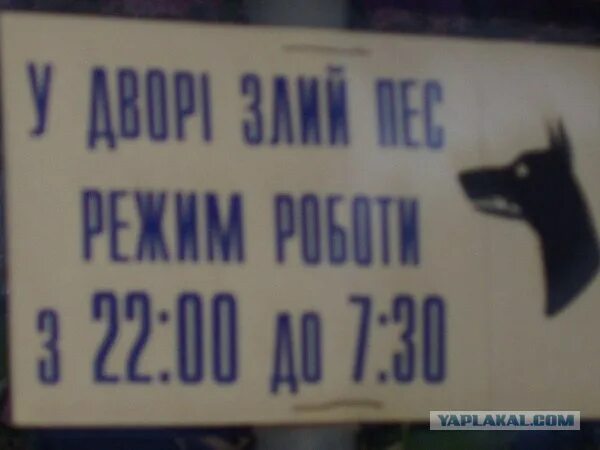 У ДВОРІ ЗЛИЙ ПЕС
РЕЖИМ РОБОТИ
З 22:00 ДО 7:30
YAPLAKAL.COM